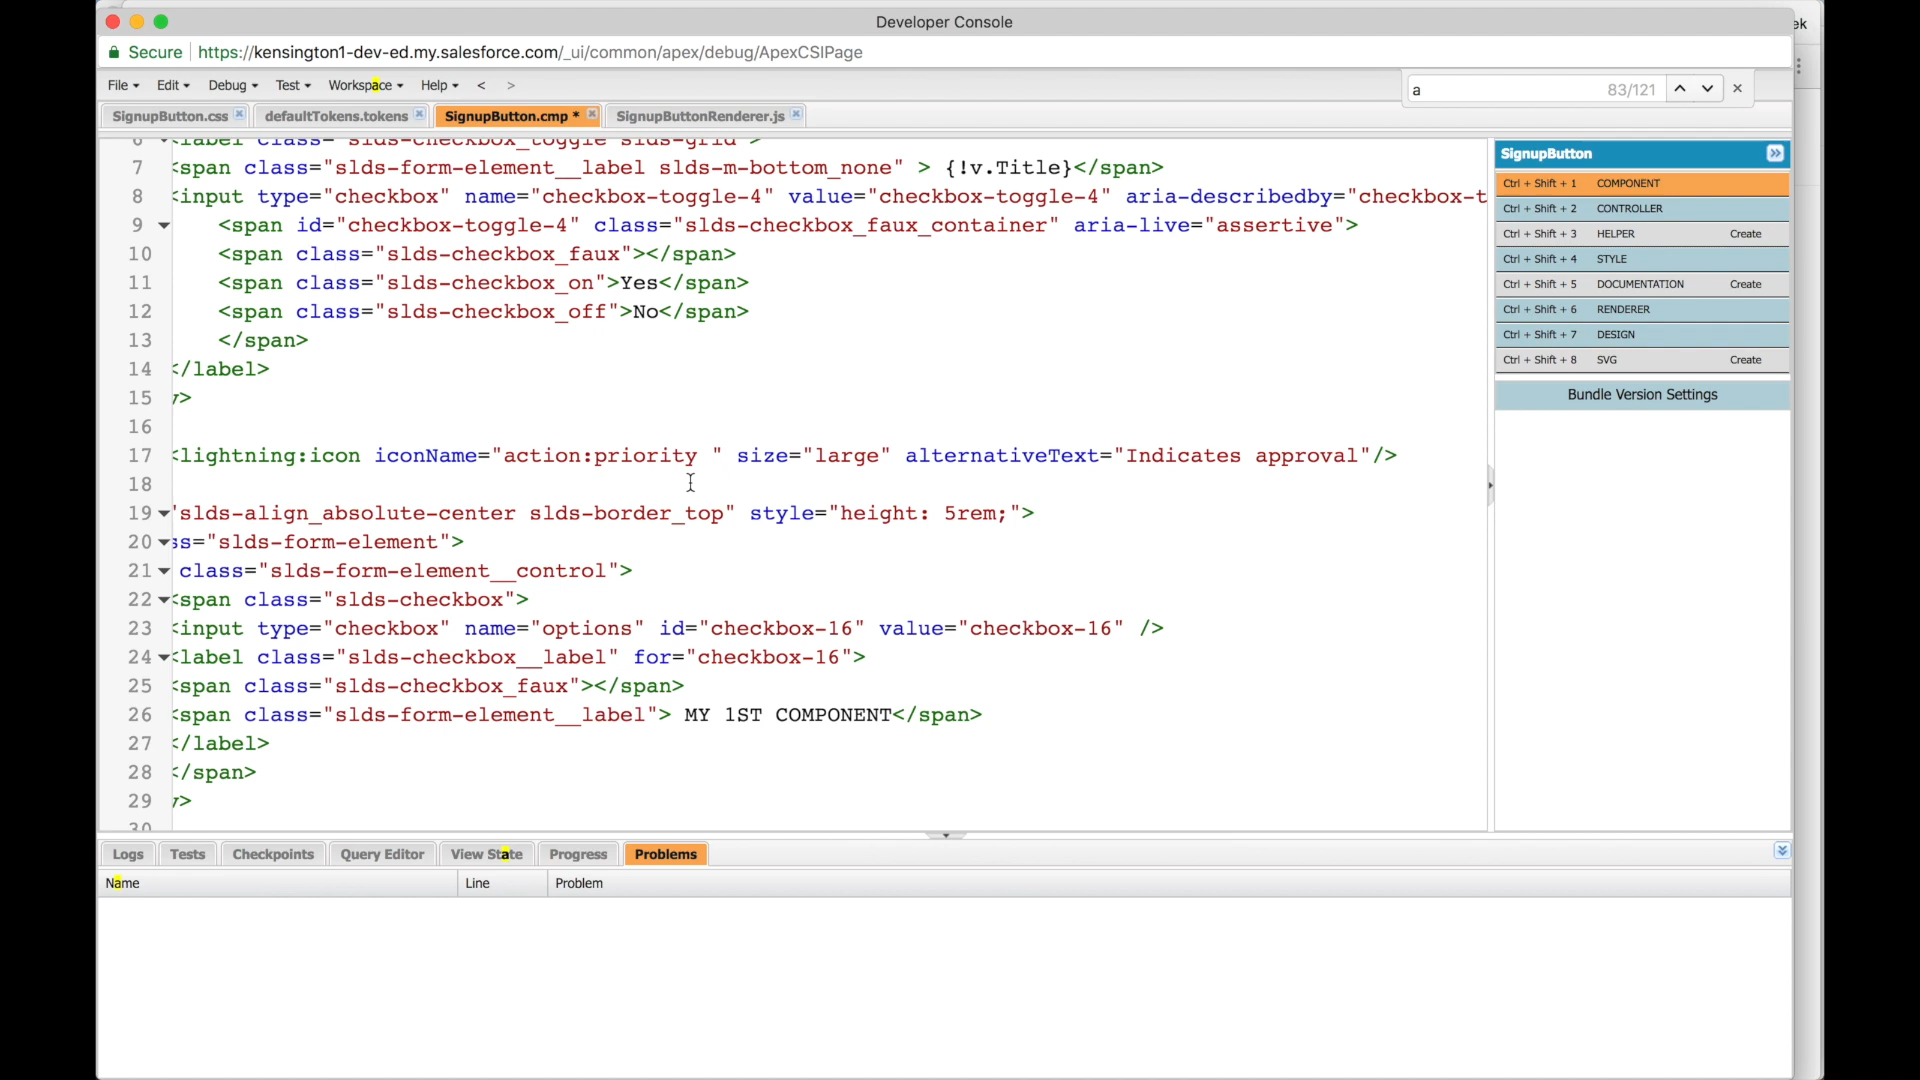 Developer Console
ek
Secure https://kensington1-dev-ed.my.salesforce.com/_ui/common/apex/debug/ApexCSIPage
File Edit Debug Test Workspace Help < >
a 83/121
SignupButton.css defaultTokens.tokens SignupButton.cmp * SignupButtonRenderer.js
6 <label class="slds-checkbox_toggle slds-grid">
7 <span class="slds-form-element__label slds-m-bottom_none" > {!v.Title}</span>
8 <input type="checkbox" name="checkbox-toggle-4" value="checkbox-toggle-4" aria-describedby="checkbox-t
9 <span id="checkbox-toggle-4" class="slds-checkbox_faux_container" aria-live="assertive">
10 <span class="slds-checkbox_faux"></span>
11 <span class="slds-checkbox_on">Yes</span>
12 <span class="slds-checkbox_off">No</span>
13 </span>
14 </label>
15 >
16
17 <lightning:icon iconName="action:priority " size="large" alternativeText="Indicates approval"/>
18
19 "slds-align_absolute-center slds-border_top" style="height: 5rem;">
20 ss="slds-form-element">
21 class="slds-form-element__control">
22 <span class="slds-checkbox">
23 <input type="checkbox" name="options" id="checkbox-16" value="checkbox-16" />
24 <label class="slds-checkbox__label" for="checkbox-16">
25 <span class="slds-checkbox_faux"></span>
26 <span class="slds-form-element__label"> MY 1ST COMPONENT</span>
27 </label>
28 </span>
29 >
30
SignupButton
Ctrl + Shift + 1 COMPONENT
Ctrl + Shift + 2 CONTROLLER
Ctrl + Shift + 3 HELPER Create
Ctrl + Shift + 4 STYLE
Ctrl + Shift + 5 DOCUMENTATION Create
Ctrl + Shift + 6 RENDERER
Ctrl + Shift + 7 DESIGN
Ctrl + Shift + 8 SVG Create
Bundle Version Settings
Logs Tests Checkpoints Query Editor View State Progress Problems
Name Line Problem